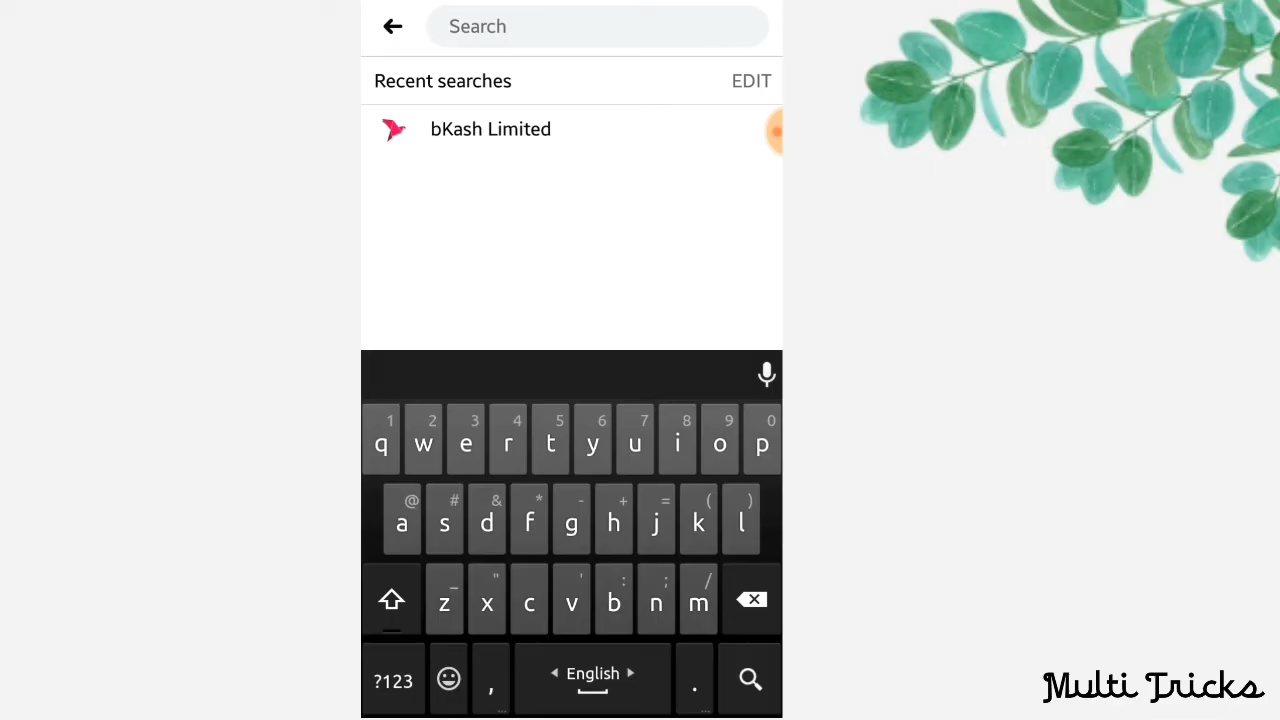 Search
Recent searches EDIT
bKash Limited
1 2 3 4 5 6 7 8 9 0
q w e r t y u i o p
@ # & * - + = ( )
a s d f g h j k l
_ " ' : ; /
z x c v b n m
?123 , English . 
Multi Tricks